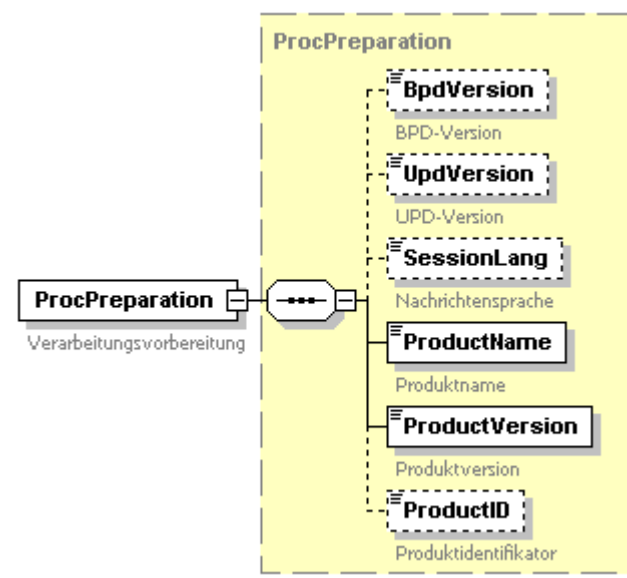 ProcPreparation
BpdVersion
BPD-Version
UpdVersion
UPD-Version
SessionLang
Nachrichtensprache
ProcPreparation
Verarbeitungsvorbereitung
ProductName
Produktname
ProductVersion
Produktversion
ProductID
Produktidentifikator